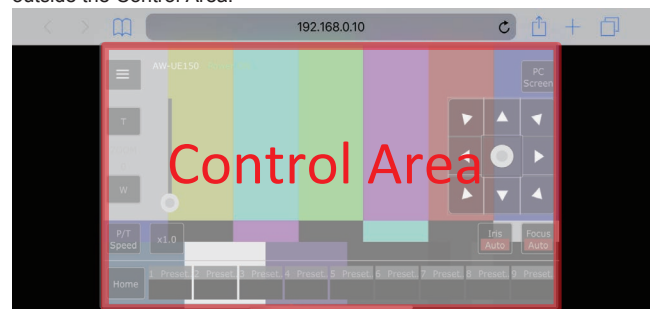 outside the Control Area.
192.168.0.10
AW-UE150
PC
Screen
T
Control Area
W
P/T
Speed
x1.0
Iris
Auto
Focus
Auto
Home
1 Preset. 2 Preset. 3 Preset. 4 Preset. 5 Preset. 6 Preset. 7 Preset. 8 Preset. 9 Preset.